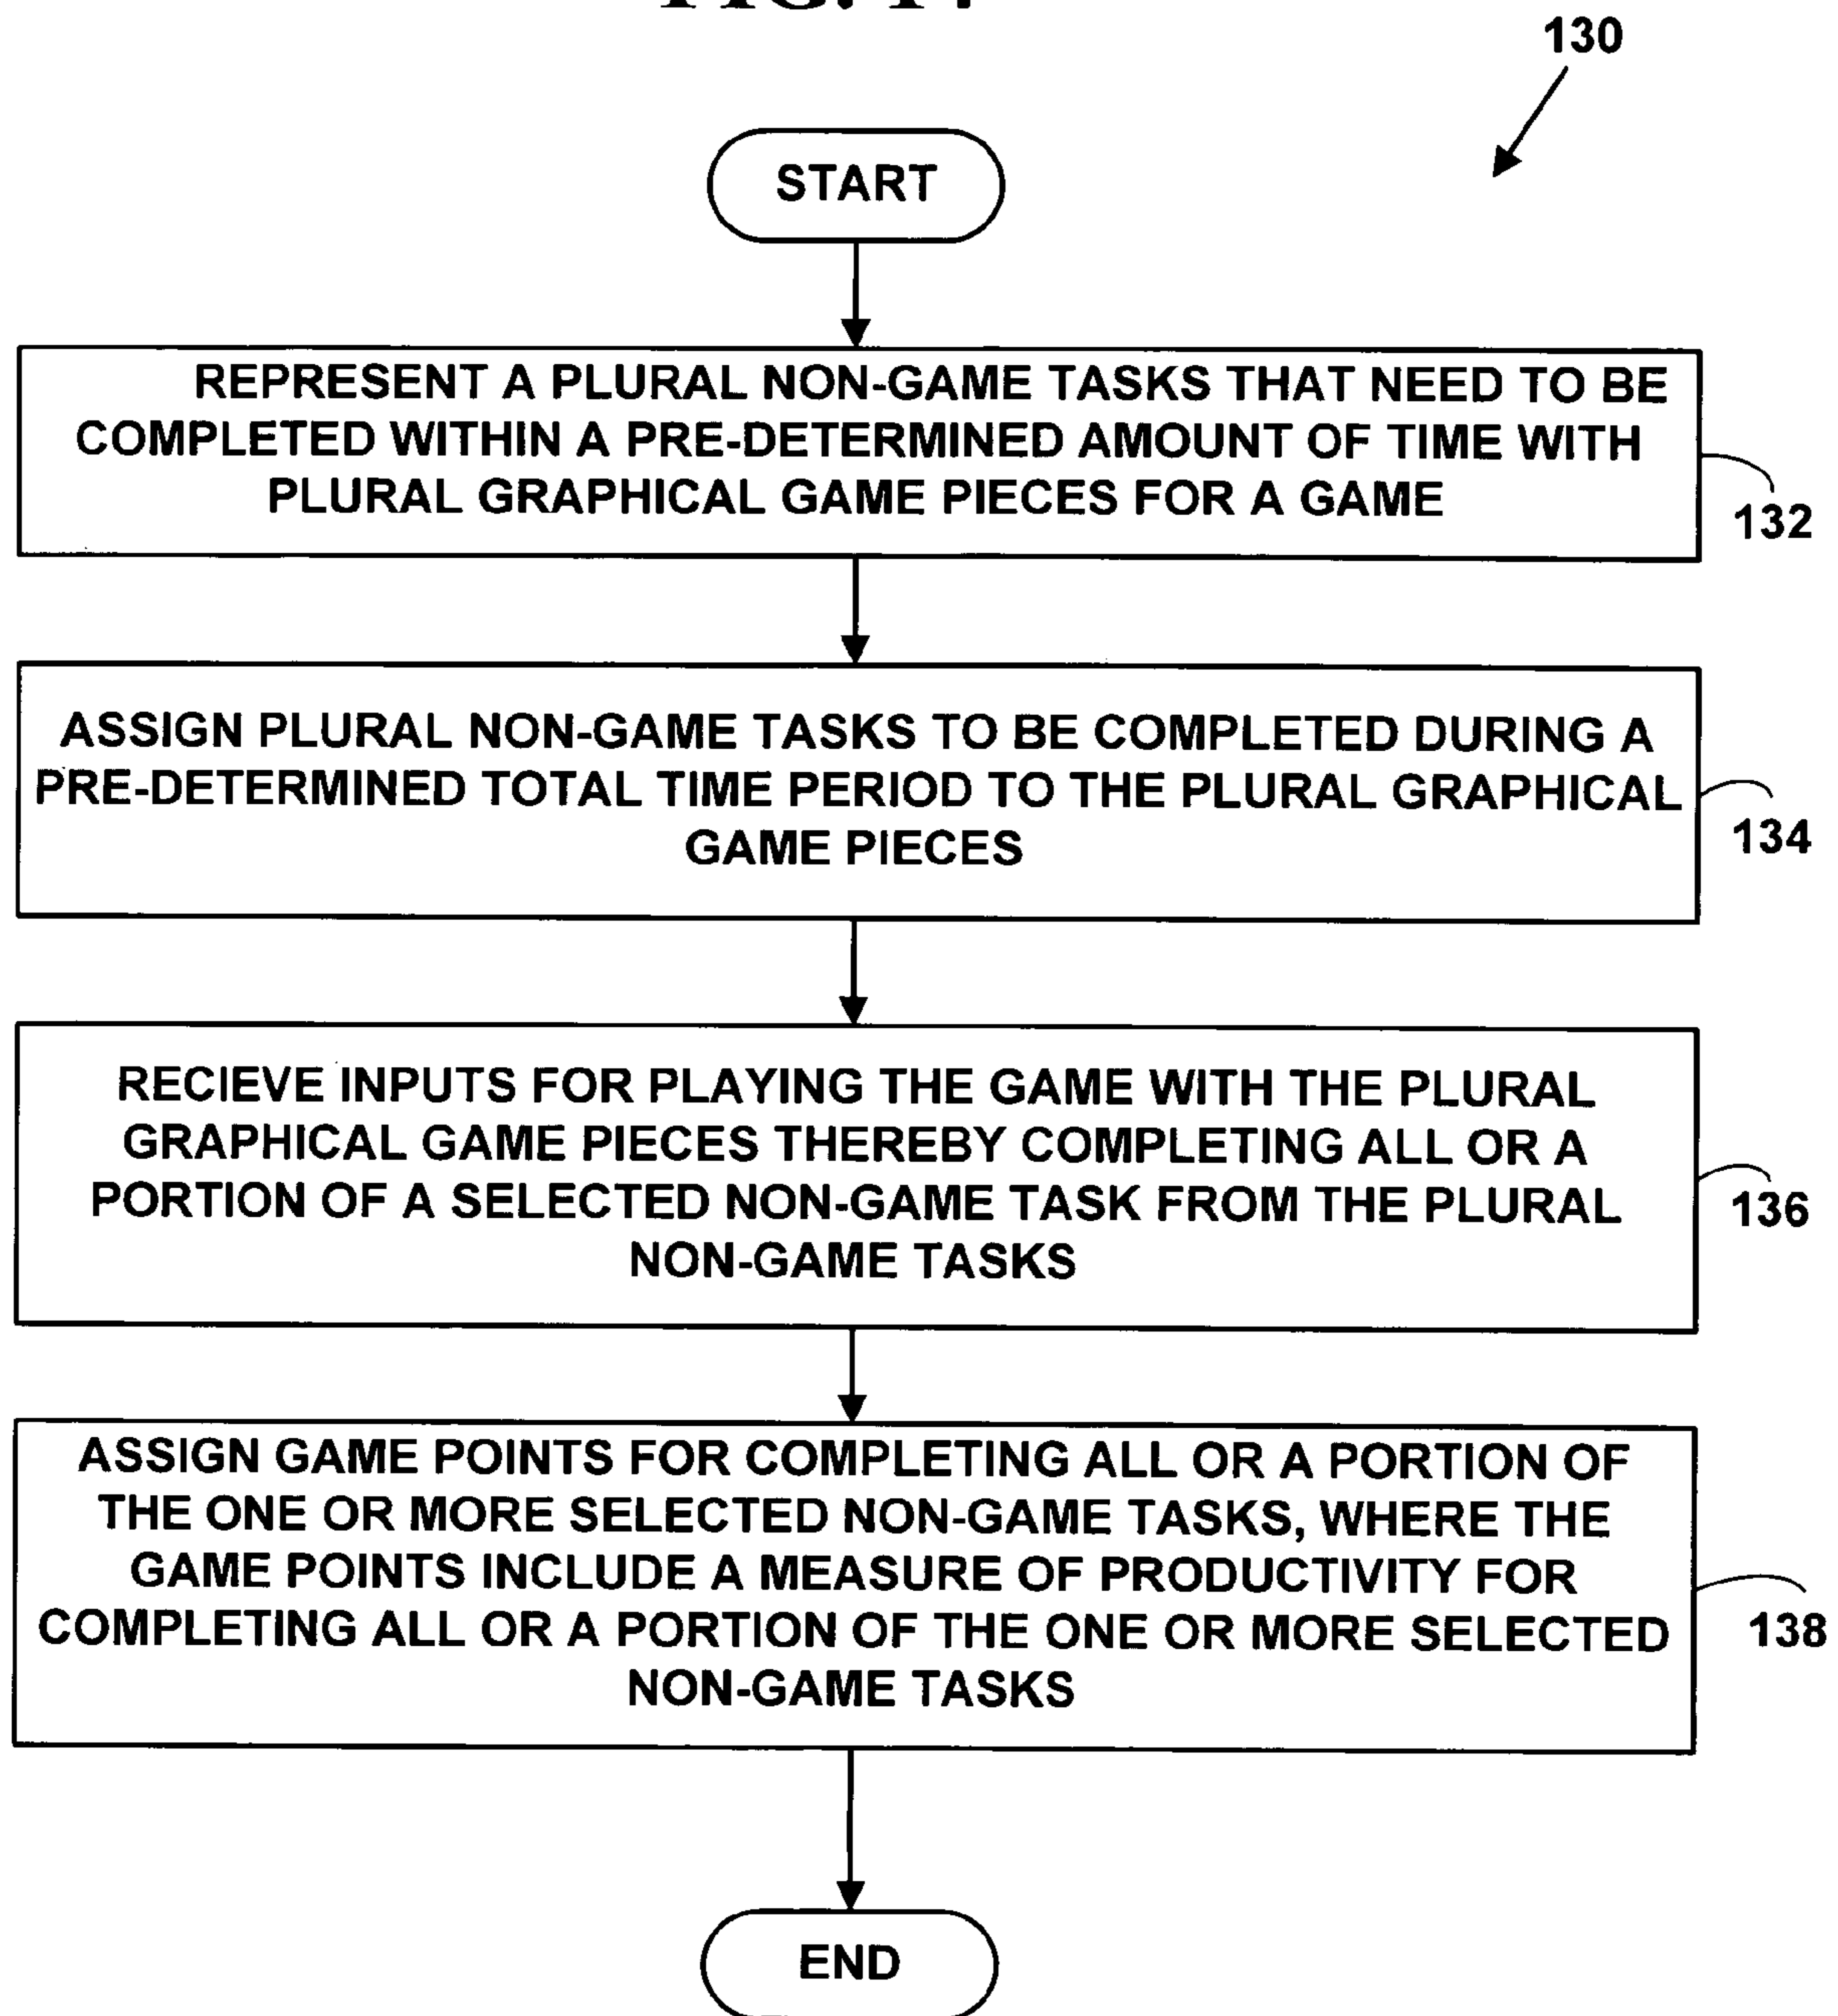 130
START
REPRESENT A PLURAL NON-GAME TASKS THAT NEED TO BE
COMPLETED WITHIN A PRE-DETERMINED AMOUNT OF TIME WITH
PLURAL GRAPHICAL GAME PIECES FOR A GAME
132
ASSIGN PLURAL NON-GAME TASKS TO BE COMPLETED DURING A
PRE-DETERMINED TOTAL TIME PERIOD TO THE PLURAL GRAPHICAL
GAME PIECES
134
RECIEVE INPUTS FOR PLAYING THE GAME WITH THE PLURAL
GRAPHICAL GAME PIECES THEREBY COMPLETING ALL OR A
PORTION OF A SELECTED NON-GAME TASK FROM THE PLURAL
NON-GAME TASKS
136
ASSIGN GAME POINTS FOR COMPLETING ALL OR A PORTION OF
THE ONE OR MORE SELECTED NON-GAME TASKS, WHERE THE
GAME POINTS INCLUDE A MEASURE OF PRODUCTIVITY FOR
COMPLETING ALL OR A PORTION OF THE ONE OR MORE SELECTED
NON-GAME TASKS
138
END